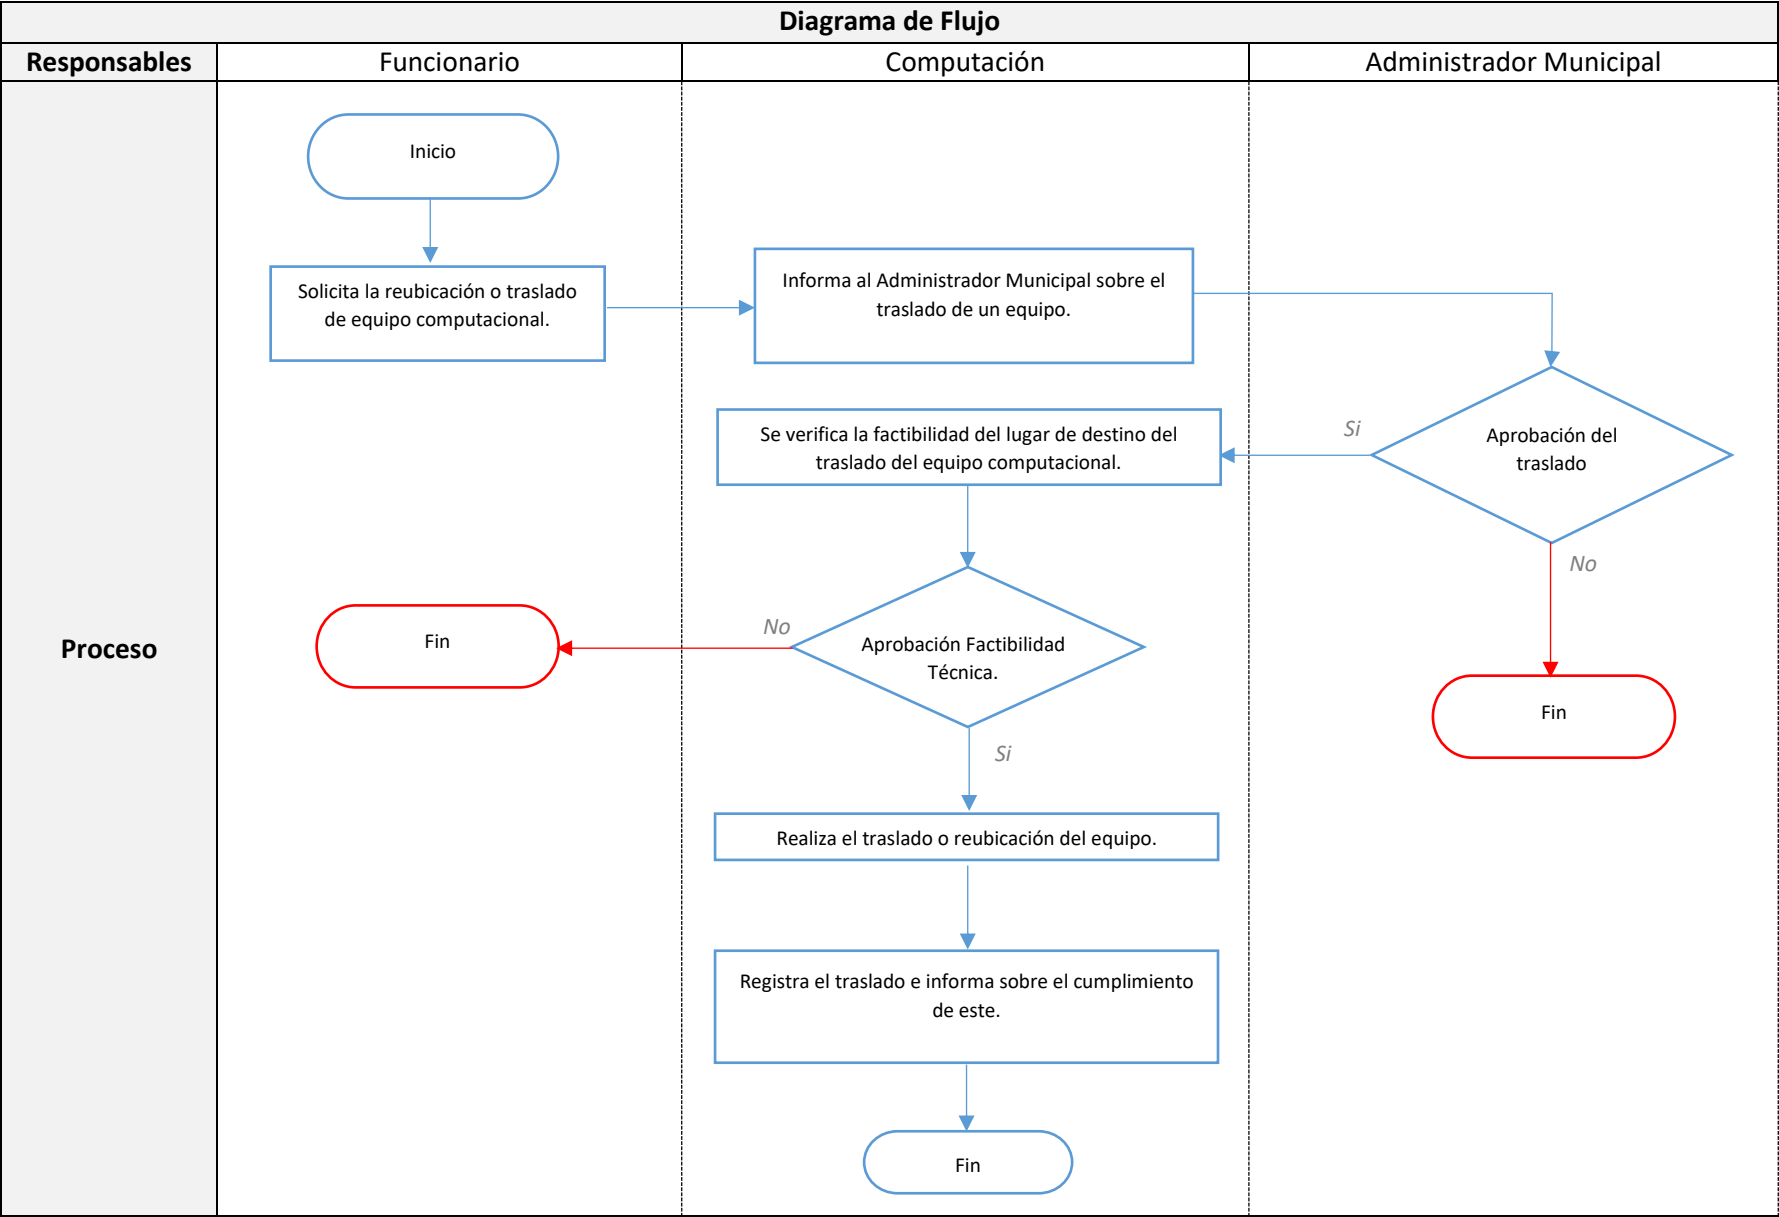 Diagrama de Flujo
Responsables
Funcionario
Computación
Administrador Municipal
Proceso
Inicio
Solicita la reubicación o traslado
de equipo computacional.
Informa al Administrador Municipal sobre el
traslado de un equipo.
Aprobación del
traslado
Si
No
Se verifica la factibilidad del lugar de destino del
traslado del equipo computacional.
Aprobación Factibilidad
Técnica.
No
Fin
Fin
Si
Realiza el traslado o reubicación del equipo.
Registra el traslado e informa sobre el cumplimiento
de este.
Fin